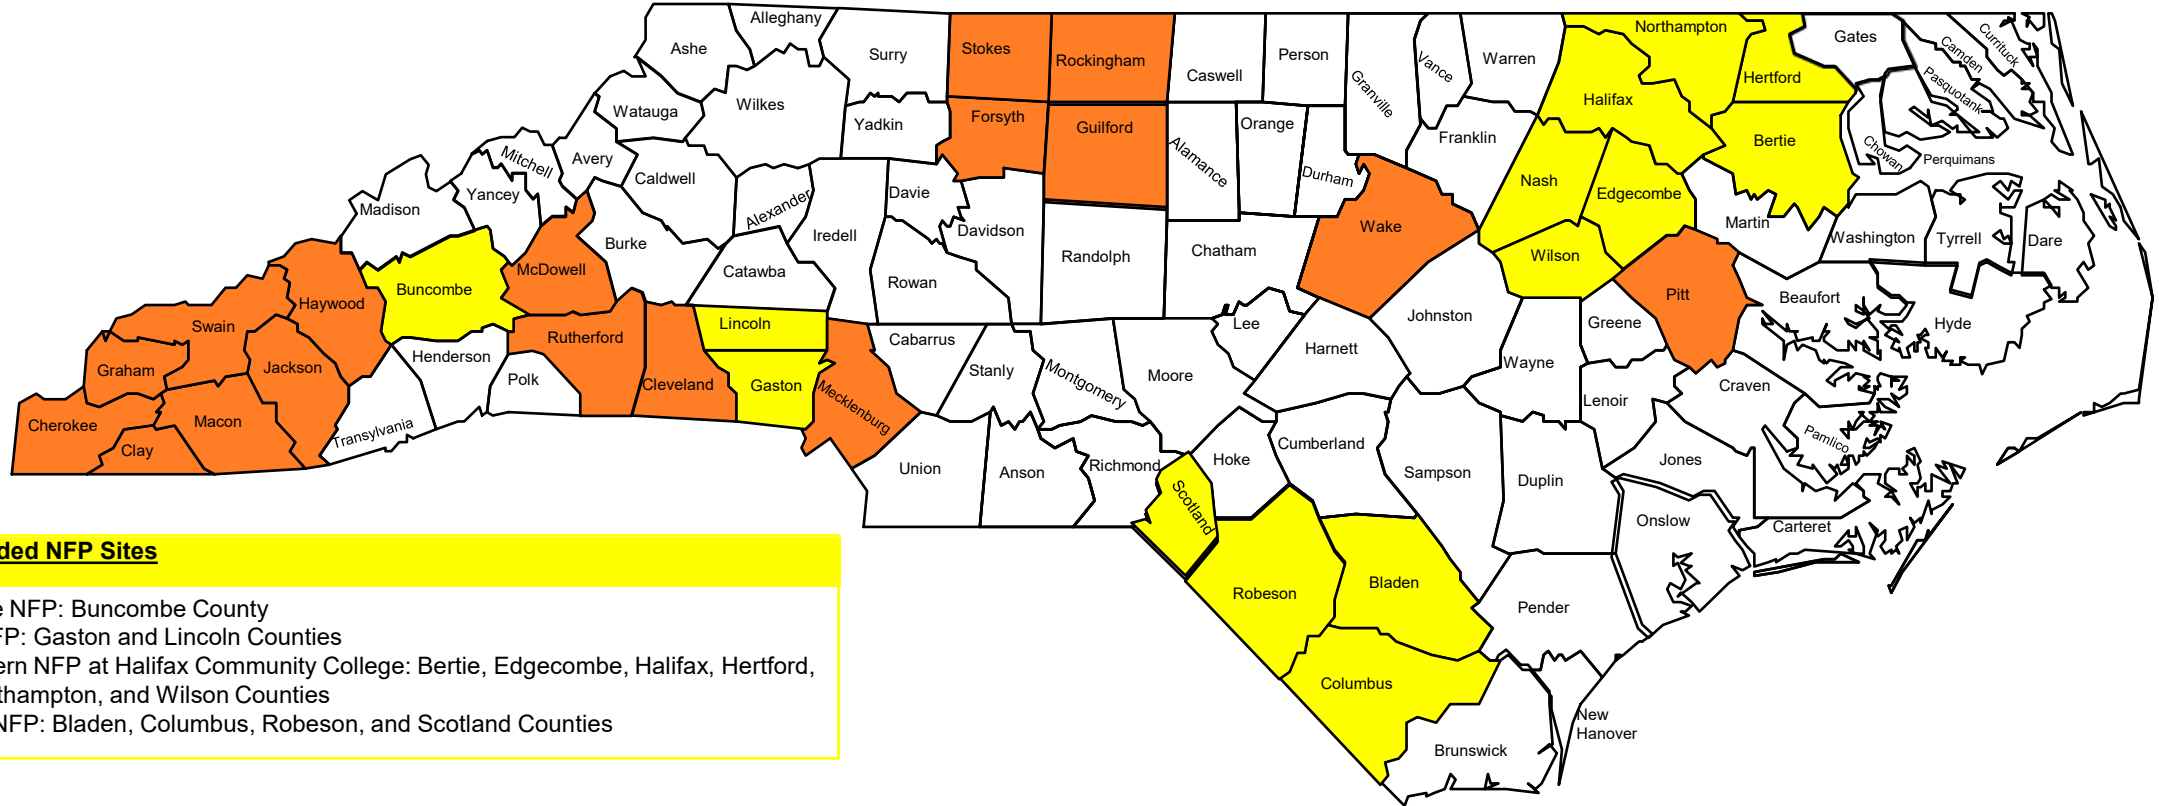 Alleghany
Ashe
Surry
Stokes
Rockingham
Caswell
Person
Granville
Vance
Warren
Northampton
Halifax
Hertford
Gates
Currituck
Camden
Pasquotank
Watauga
Wilkes
Yadkin
Forsyth
Guilford
Alamance
Orange
Durham
Franklin
Bertie
Chowan
Perquimans
Mitchell
Avery
Yancey
Caldwell
Alexander
Davie
Nash
Edgecombe
Madison
Burke
Iredell
Davidson
Wake
Martin
Washington
Tyrrell
Dare
McDowell
Catawba
Rowan
Randolph
Chatham
Wilson
Buncombe
Haywood
Swain
Lincoln
Rutherford
Cabarrus
Lee
Johnston
Pitt
Greene
Beaufort
Hyde
Graham
Jackson
Henderson
Polk
Cleveland
Gaston
Mecklenburg
Stanly
Montgomery
Moore
Harnett
Wayne
Lenoir
Craven
Cherokee
Macon
Clay
Transylvania
Union
Anson
Richmond
Hoke
Cumberland
Sampson
Duplin
Jones
Pamlico
Scotland
Onslow
Carteret
Robeson
Bladen
Pender
Columbus
New
Hanover
Brunswick
ded NFP Sites
NFP: Buncombe County
FP: Gaston and Lincoln Counties
ern NFP at Halifax Community College: Bertie, Edgecombe, Halifax, Hertford,
thampton, and Wilson Counties
NFP: Bladen, Columbus, Robeson, and Scotland Counties